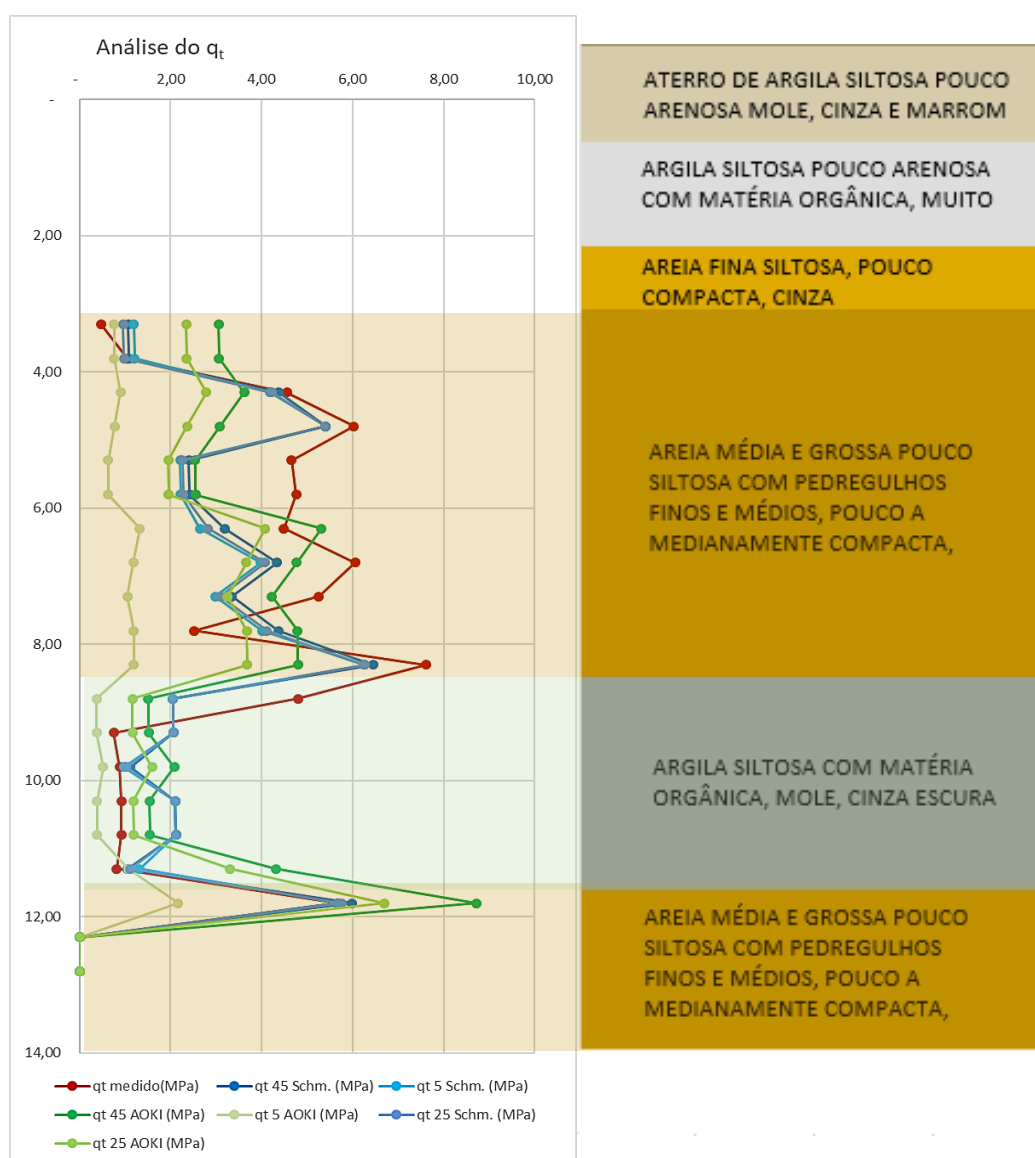 Análise do qt
-
2,00
4,00
6,00
8,00
10,00
-
2,00
4,00
6,00
8,00
10,00
12,00
14,00
qt medido(MPa)
qt 45 Schm. (MPa)
qt 5 Schm. (MPa)
qt 45 AOKI (MPa)
qt 5 AOKI (MPa)
qt 25 Schm. (MPa)
qt 25 AOKI (MPa)
ATERRO DE ARGILA SILTOSA POUCO
ARENOSA MOLE, CINZA E MARROM
ARGILA SILTOSA POUCO ARENOSA
COM MATÉRIA ORGÂNICA, MUITO
AREIA FINA SILTOSA, POUCO
COMPACTA, CINZA
AREIA MÉDIA E GROSSA POUCO
SILTOSA COM PEDREGULHOS
FINOS E MÉDIOS, POUCO A
MEDIANAMENTE COMPACTA,
ARGILA SILTOSA COM MATÉRIA
ORGÂNICA, MOLE, CINZA ESCURA
AREIA MÉDIA E GROSSA POUCO
SILTOSA COM PEDREGULHOS
FINOS E MÉDIOS, POUCO A
MEDIANAMENTE COMPACTA,